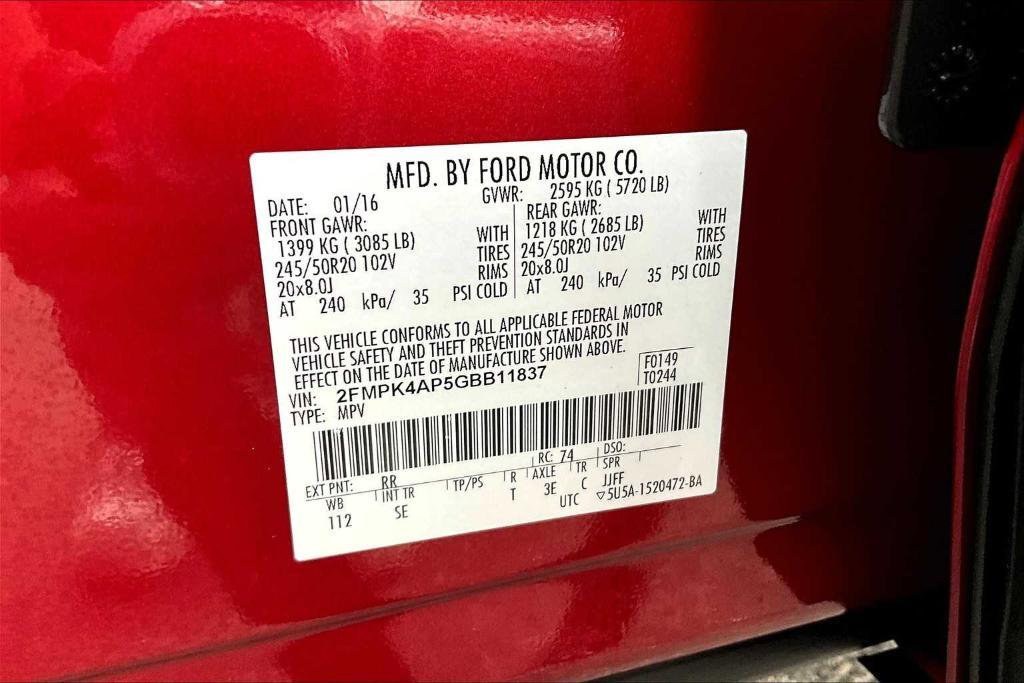 MFD. BY FORD MOTOR CO.
DATE: 01/16 GVWR: 2595 KG ( 5720 LB)
FRONT GAWR: REAR GAWR:
1399 KG ( 3085 LB) WITH 1218 KG ( 2685 LB) WITH
245/50R20 102V TIRES 245/50R20 102V TIRES
20x8.0J RIMS 20x8.0J RIMS
AT 240 kPa/ 35 PSI COLD AT 240 kPa/ 35 PSI COLD
THIS VEHICLE CONFORMS TO ALL APPLICABLE FEDERAL MOTOR
VEHICLE SAFETY AND THEFT PREVENTION STANDARDS IN
EFFECT ON THE DATE OF MANUFACTURE SHOWN ABOVE.
VIN: 2FMPK4AP5GBB11837 F0149
TYPE: MPV T0244
EXT PNT: RR RC: 74 DSO:
WB INT TR TP/PS R AXLE TR SPR
112 SE T 3E C JJFF
UTC ▽5U5A-1520472-BA